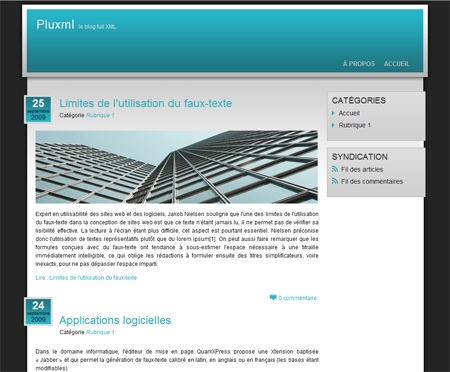 Pluxml le blog full XML
À PROPOS ACCUEIL
25
septembre
2009
Limites de l'utilisation du faux-texte
Catégorie Rubrique 1
Expert en utilisabilité des sites web et des logiciels, Jakob Nielsen souligne que l'une des limites de l'utilisation
du faux-texte dans la conception de sites web est que ce texte n'étant jamais lu, il ne permet pas de vérifier sa
lisibilité effective. La lecture à l'écran étant plus difficile, cet aspect est pourtant essentiel. Nielsen préconise
donc l'utilisation de textes représentatifs plutôt que du lorem ipsum[1]. On peut aussi faire remarquer que les
formules conçues avec du faux-texte ont tendance à sous-estimer l'espace nécessaire à une titraille
immédiatement intelligible, ce qui oblige les rédactions à formuler ensuite des titres simplificateurs, voire
inexacts, pour ne pas dépasser l'espace imparti.
Lire : Limites de l'utilisation du faux-texte
0 commentaire
24
septembre
2009
Applications logicielles
Catégorie Rubrique 1
Dans le domaine informatique, l'éditeur de mise en page QuarkXPress propose une Xtension baptisée
« Jabber » et qui permet la génération de faux-texte calibré en latin, en anglais ou en français (les bases étant
modifiables).
CATÉGORIES
Accueil
Rubrique 1
SYNDICATION
Fil des articles
Fil des commentaires